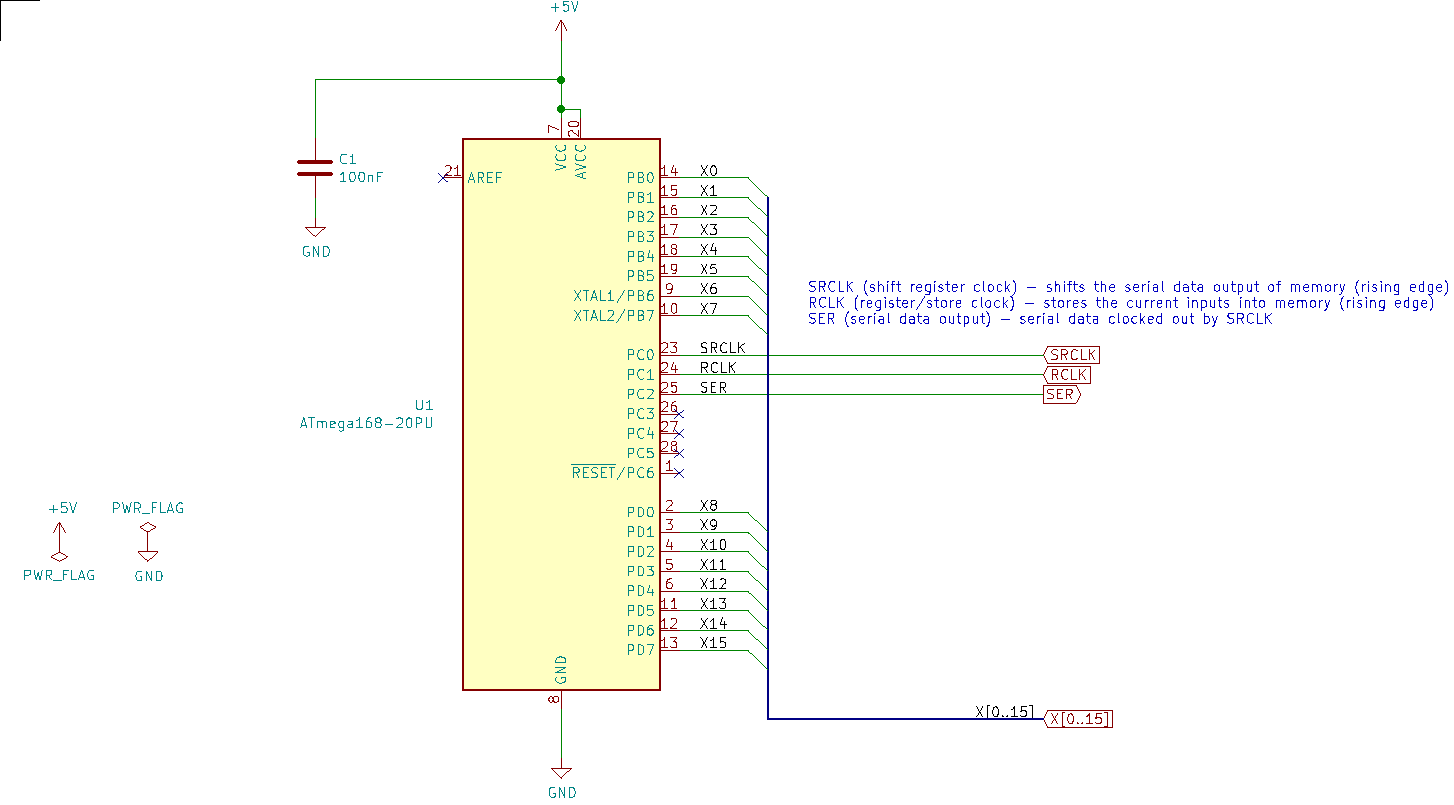 +5V
7
20
VCC
AVCC
C1
100nF
GND
21
AREF
PB0 14 X0
PB1 15 X1
PB2 16 X2
PB3 17 X3
PB4 18 X4
PB5 19 X5
XTAL1/PB6 9 X6
XTAL2/PB7 10 X7
SRCLK (shift register clock) – shifts the serial data output of memory (rising edge)
RCLK (register/store clock) – stores the current inputs into memory (rising edge)
SER (serial data output) – serial data clocked out by SRCLK
PC0 23 SRCLK SRCLK
PC1 24 RCLK RCLK
PC2 25 SER SER
PC3 26
PC4 27
PC5 28
RESET/PC6 1
U1
ATmega168–20PU
+5V
PWR_FLAG
PWR_FLAG
GND
PD0 2 X8
PD1 3 X9
PD2 4 X10
PD3 5 X11
PD4 6 X12
PD5 11 X13
PD6 12 X14
PD7 13 X15
GND
8
X[0..15] X[0..15]
GND